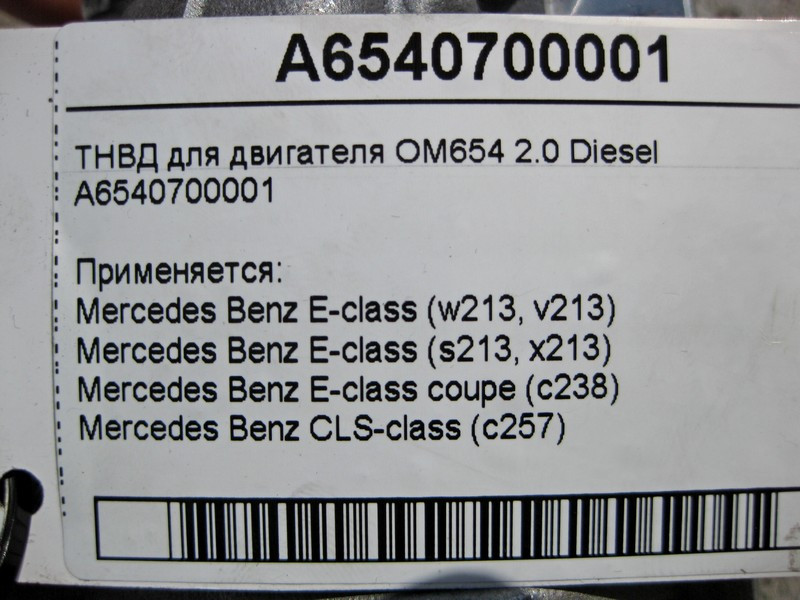 A6540700001
ТНВД для двигателя OM654 2.0 Diesel
A6540700001
Применяется:
Mercedes Benz E-class (w213, v213)
Mercedes Benz E-class (s213, x213)
Mercedes Benz E-class coupe (c238)
Mercedes Benz CLS-class (c257)